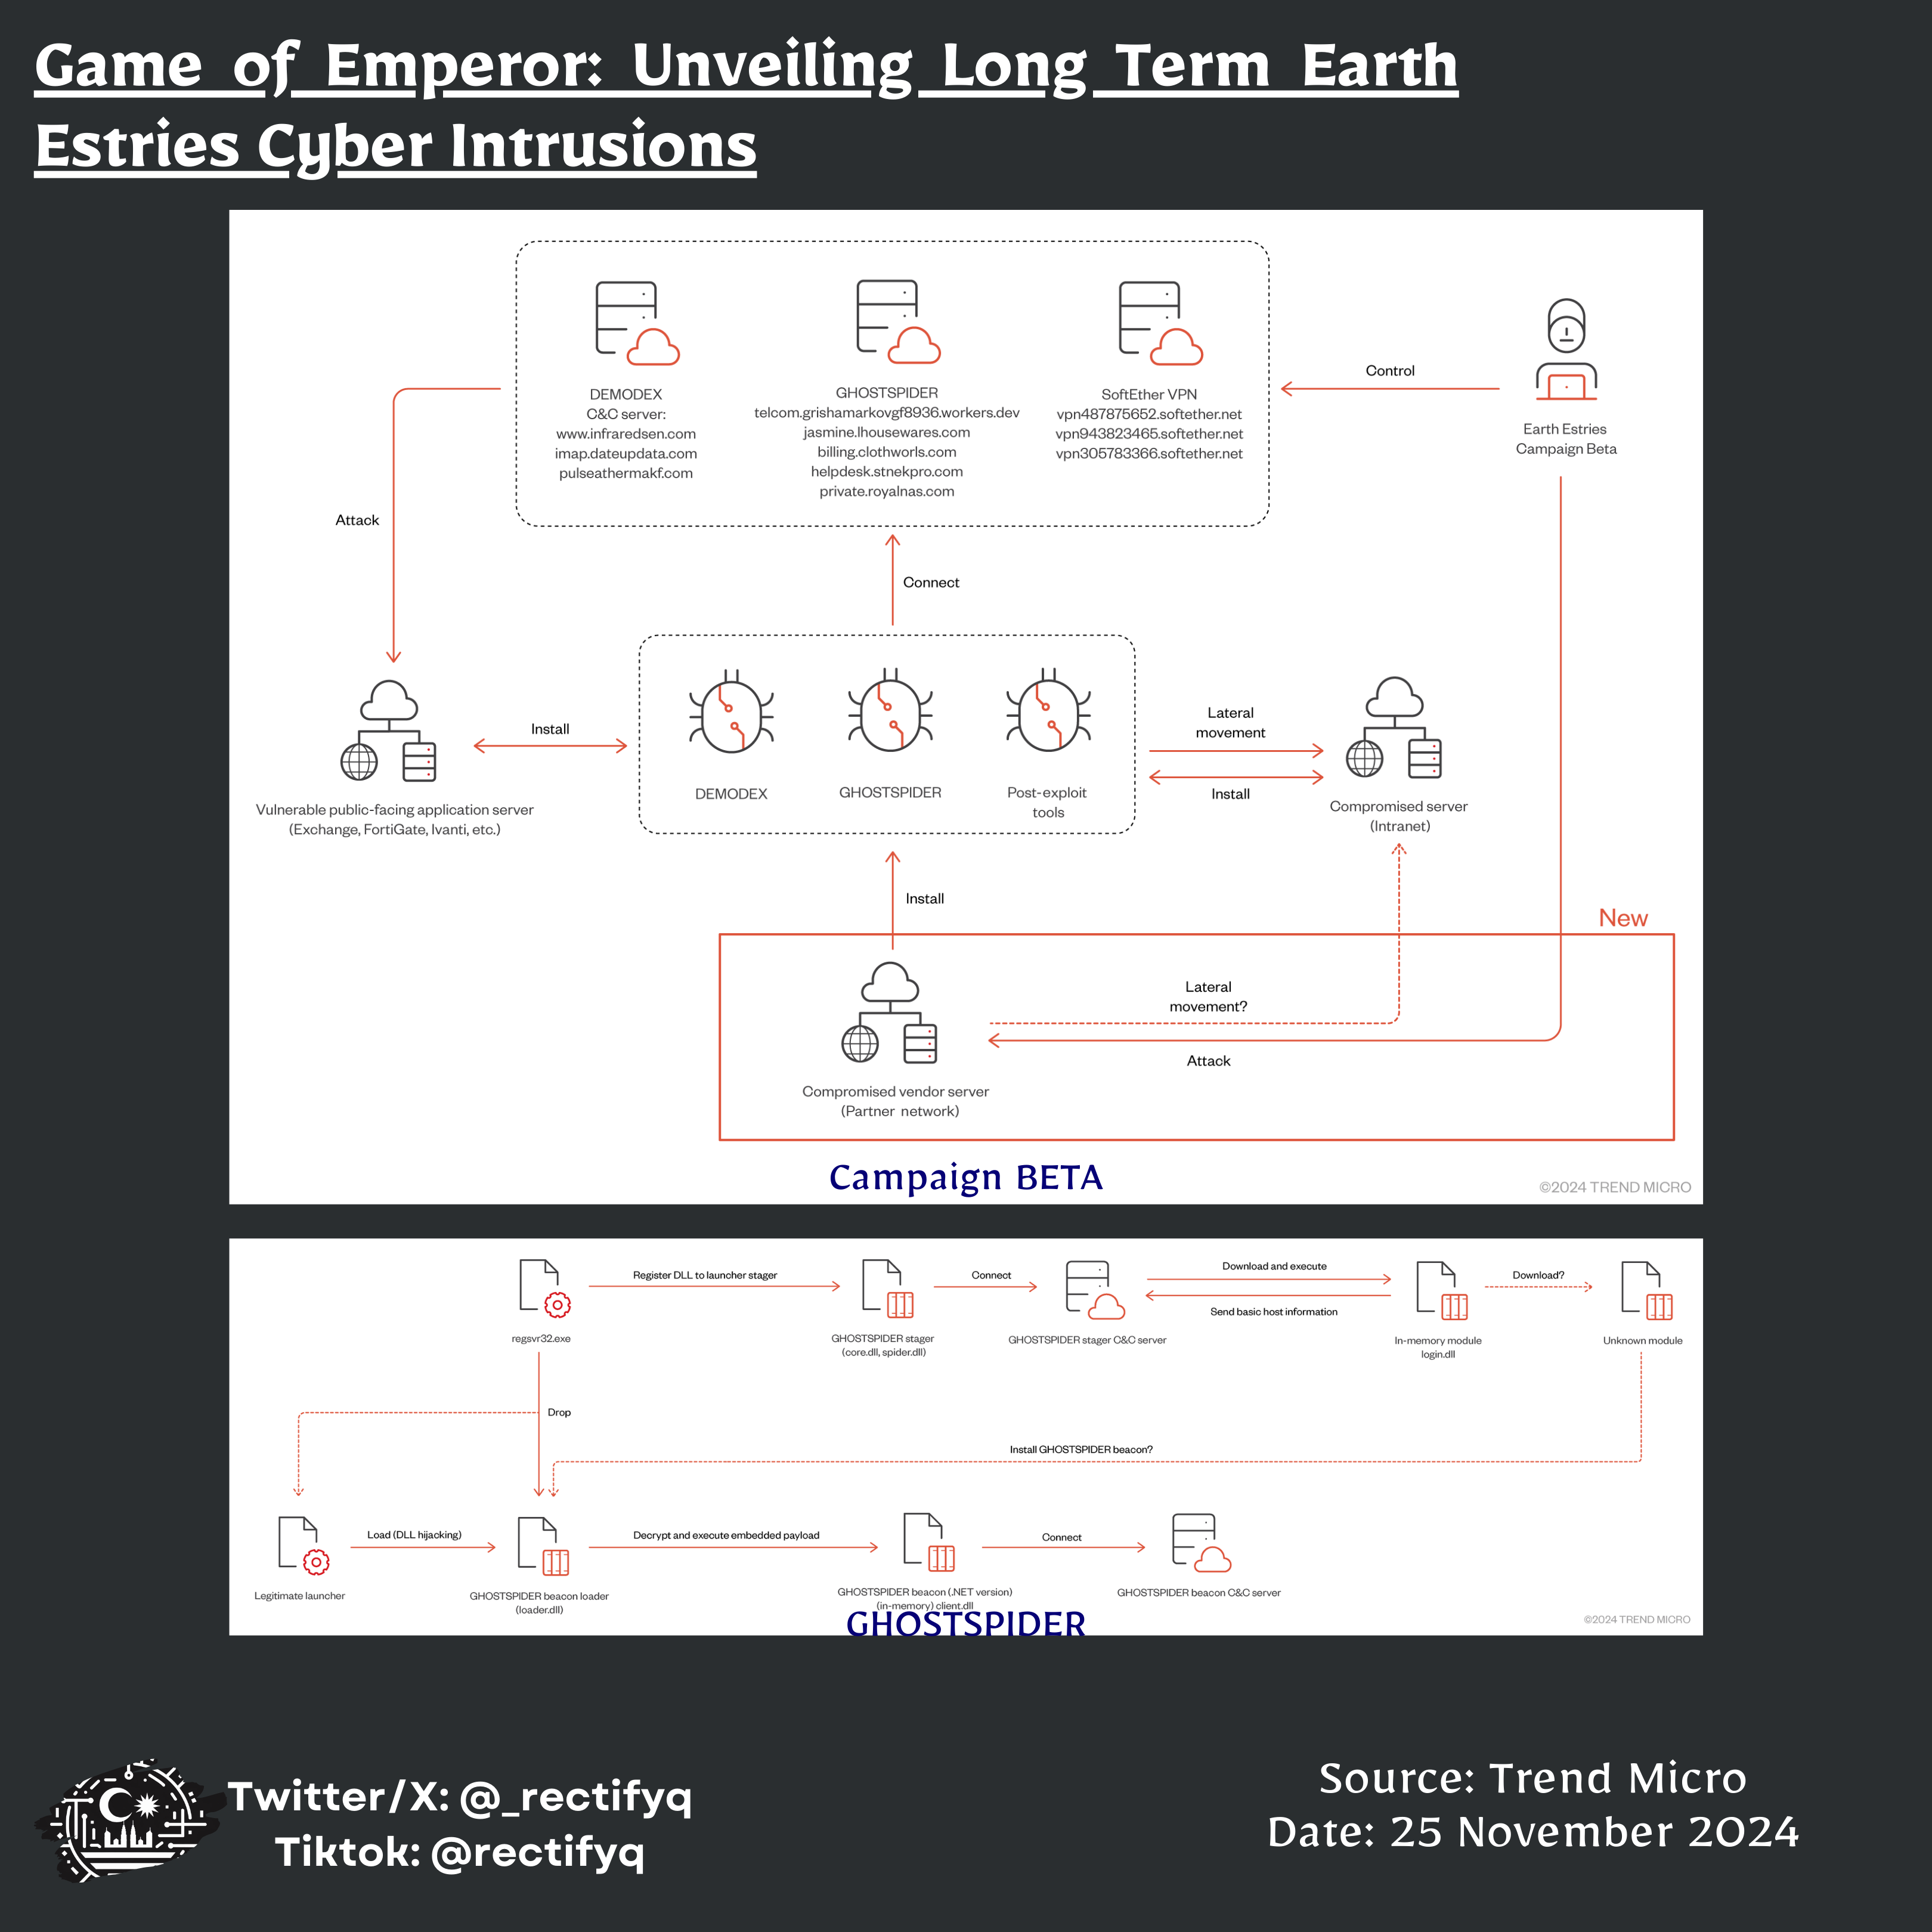 Game of Emperor: Unveiling Long Term Earth
Estries Cyber Intrusions
DEMODEX
C&C server:
www.infraredsen.com
imap.dateupdata.com
pulseathermakf.com
GHOSTSPIDER
telcom.grishamarkovgf8936.workers.dev
jasmine.lhousewares.com
billing.clothworls.com
helpdesk.stnekpro.com
private.royalnas.com
SoftEther VPN
vpn487875652.softether.net
vpn943823465.softether.net
vpn305783366.softether.net
Control
Earth Estries
Campaign Beta
Attack
Connect
Vulnerable public-facing application server
(Exchange, FortiGate, Ivanti, etc.)
Install
DEMODEX
GHOSTSPIDER
Post-exploit
tools
Lateral
movement
Install
Compromised server
(Intranet)
Install
New
Lateral
movement?
Attack
Compromised vendor server
(Partner network)
Campaign BETA
©2024 TREND MICRO
regsvr32.exe
Register DLL to launcher stager
GHOSTSPIDER stager
(core.dll, spider.dll)
Connect
GHOSTSPIDER stager C&C server
Download and execute
Send basic host information
In-memory module
login.dll
Download?
Unknown module
Drop
Install GHOSTSPIDER beacon?
Legitimate launcher
Load (DLL hijacking)
GHOSTSPIDER beacon loader
(loader.dll)
Decrypt and execute embedded payload
GHOSTSPIDER beacon (.NET version)
(in-memory) client.dll
Connect
GHOSTSPIDER beacon C&C server
GHOSTSPIDER
©2024 TREND MICRO
Twitter/X: @_rectifyq
Tiktok: @rectifyq
Source: Trend Micro
Date: 25 November 2024